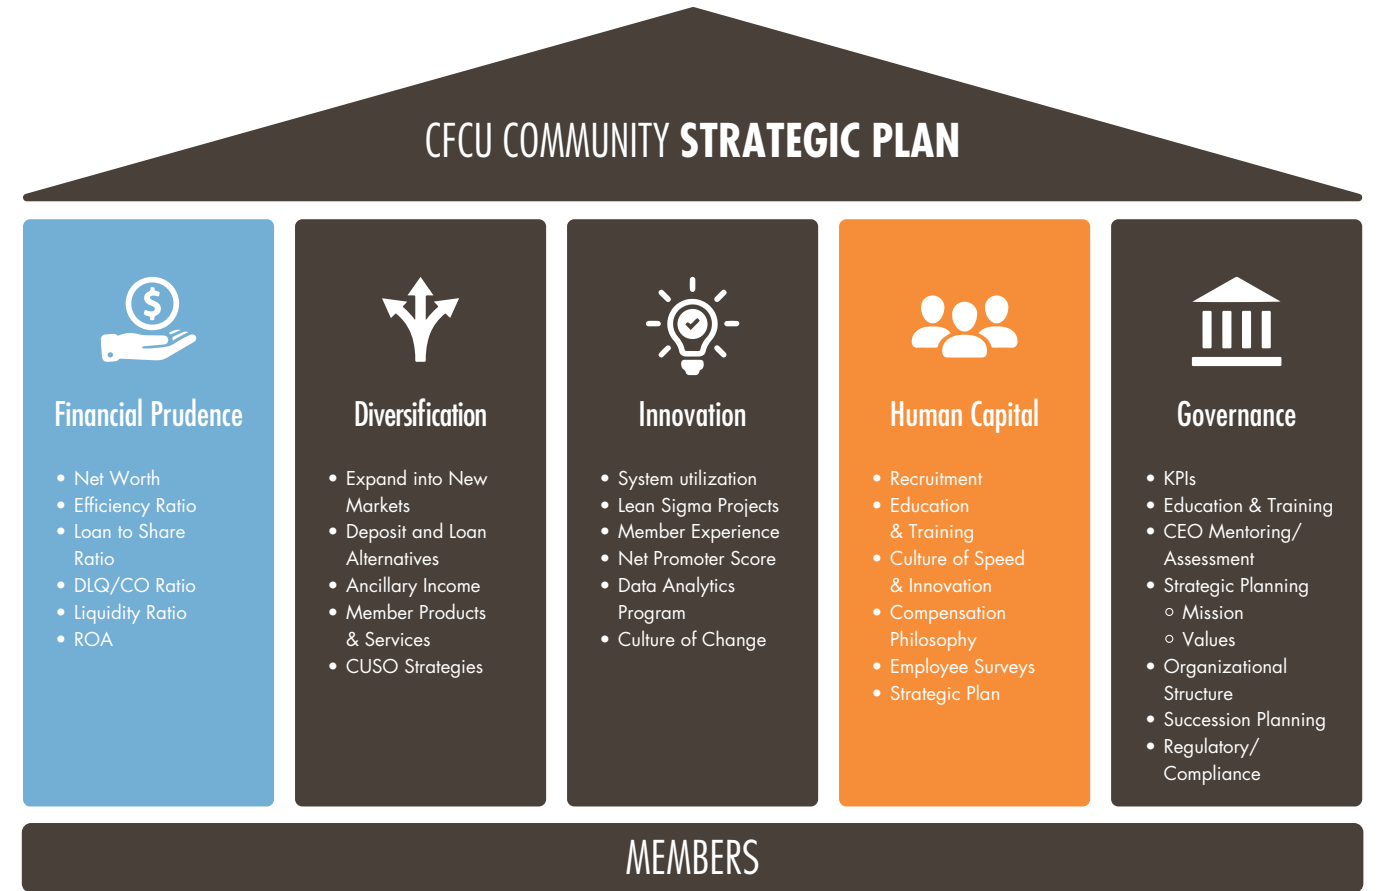 CFCU COMMUNITY STRATEGIC PLAN
Financial Prudence
• Net Worth
• Efficiency Ratio
• Loan to Share
Ratio
• DLQ/CO Ratio
• Liquidity Ratio
• ROA
Diversification
• Expand into New
Markets
• Deposit and Loan
Alternatives
• Ancillary Income
• Member Products
& Services
• CUSO Strategies
Innovation
• System utilization
• Lean Sigma Projects
• Member Experience
• Net Promoter Score
• Data Analytics
Program
• Culture of Change
Human Capital
• Recruitment
• Education
& Training
• Culture of Speed
& Innovation
• Compensation
Philosophy
• Employee Surveys
• Strategic Plan
Governance
• KPIs
• Education & Training
• CEO Mentoring/
Assessment
• Strategic Planning
○ Mission
○ Values
• Organizational
Structure
• Succession Planning
• Regulatory/
Compliance
MEMBERS